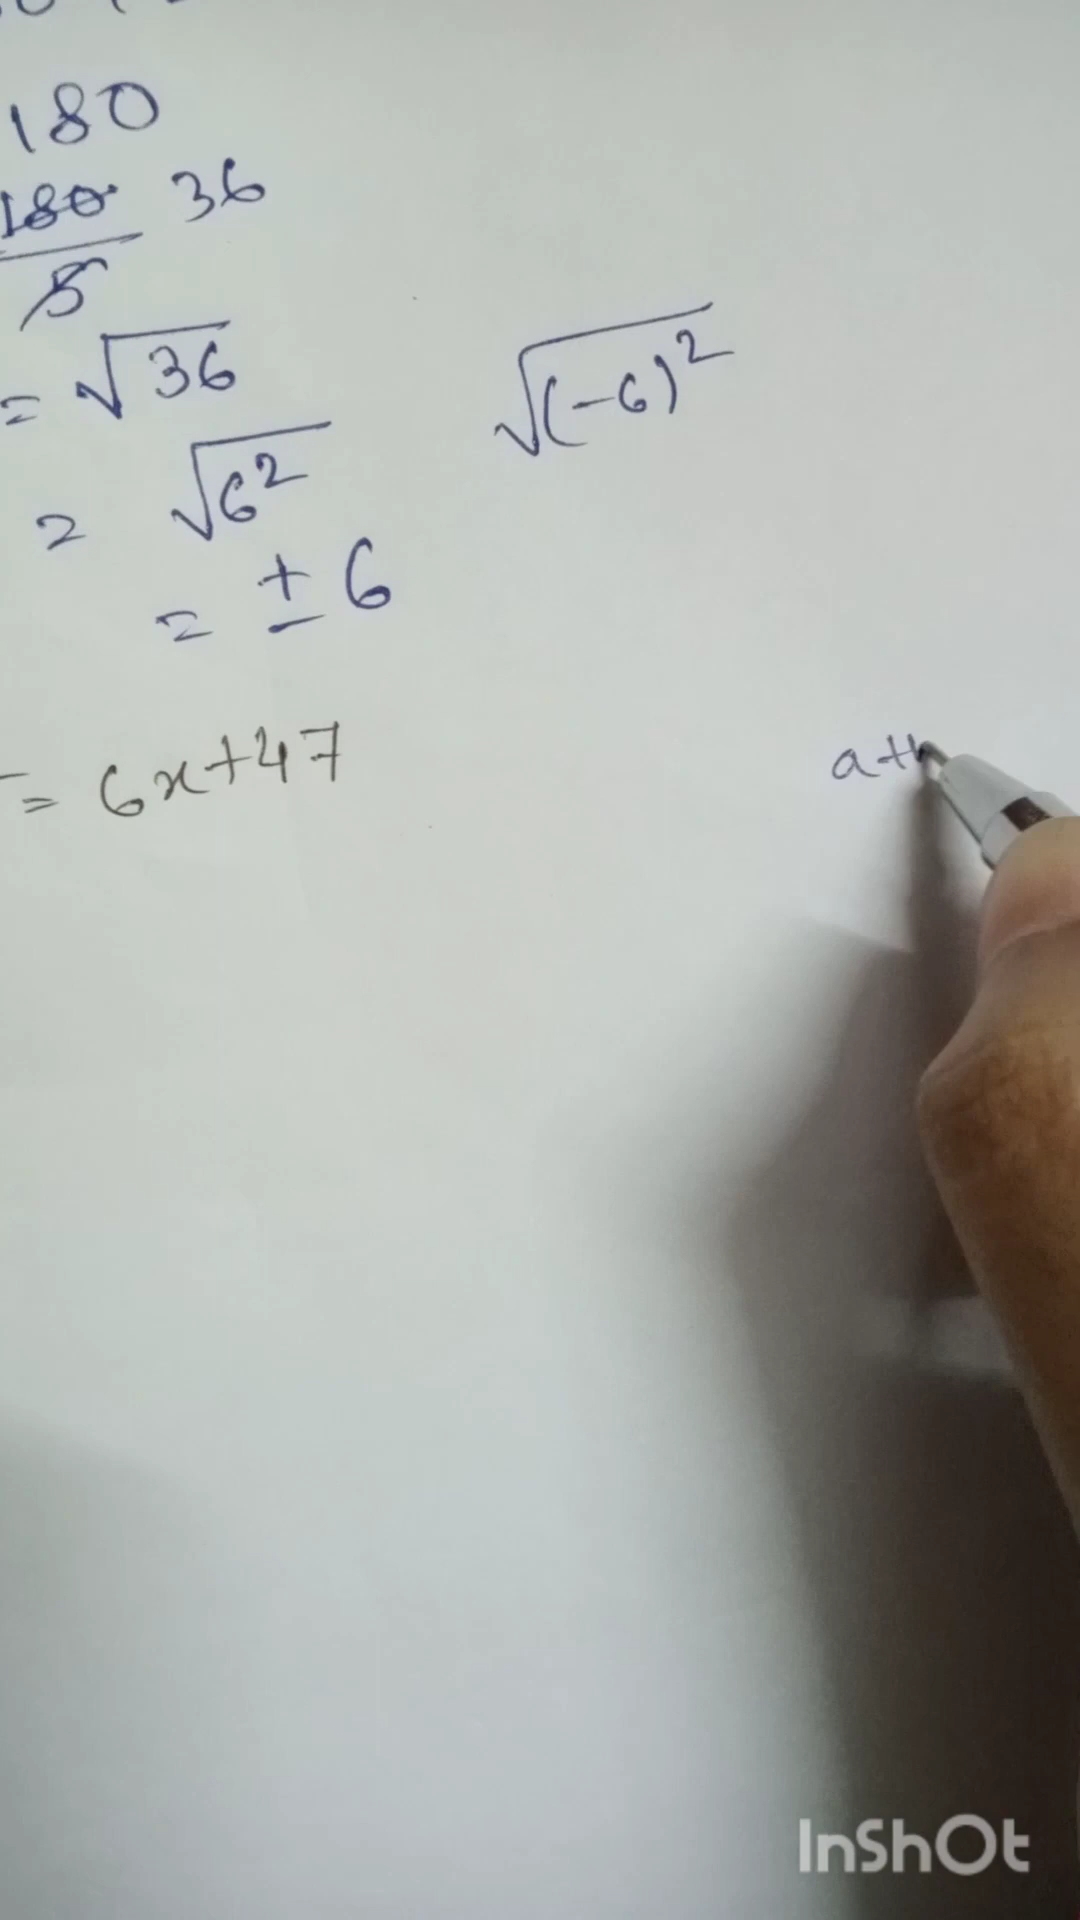 180
180 36
5
= √36
√(-6)²
= √6²
= ± 6
= 6x+47
a+
InShOt